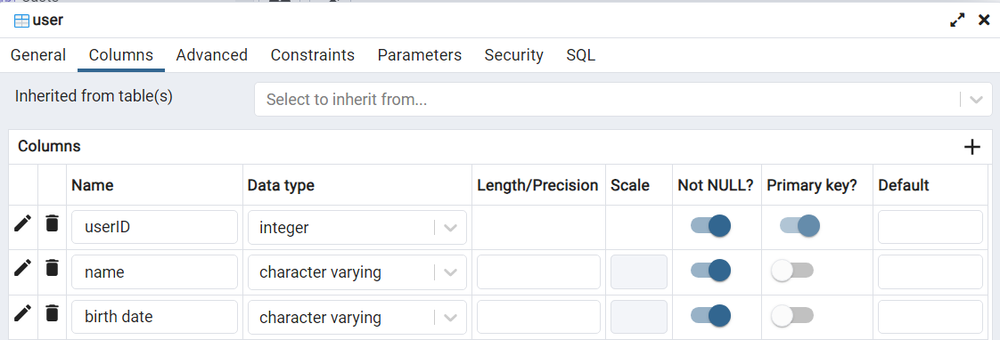 user
General Columns Advanced Constraints Parameters Security SQL
Inherited from table(s) Select to inherit from...
Columns
Name Data type Length/Precision Scale Not NULL? Primary key? Default
userID integer
name character varying
birth date character varying